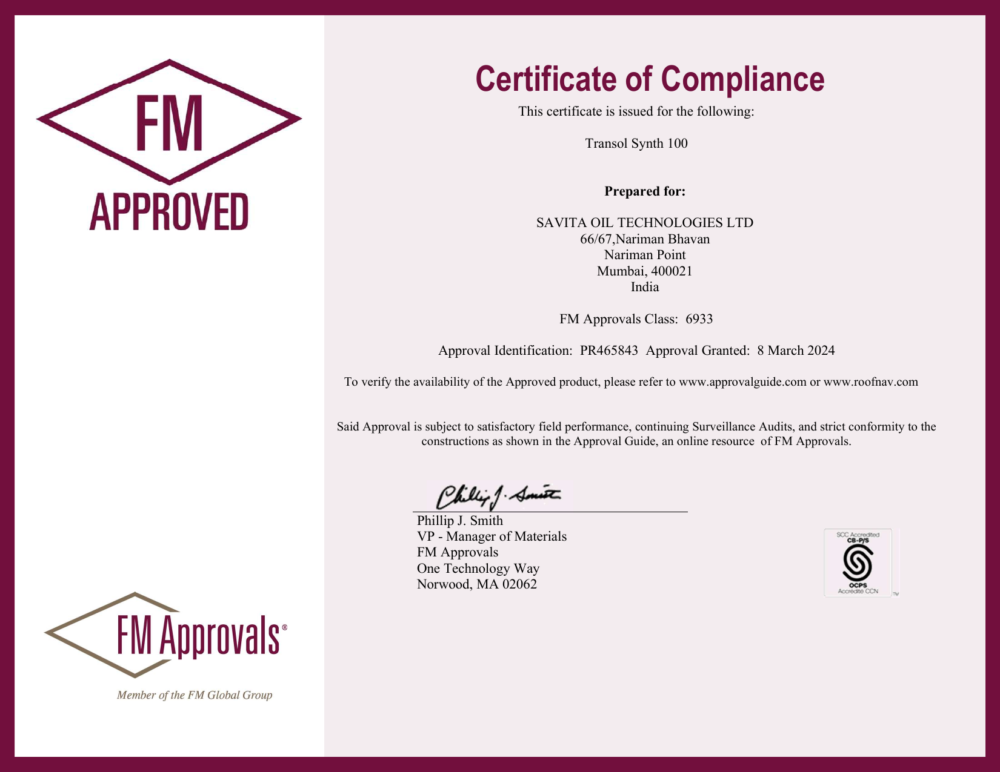 FM
APPROVED
Certificate of Compliance
This certificate is issued for the following:
Transol Synth 100
Prepared for:
SAVITA OIL TECHNOLOGIES LTD
66/67,Nariman Bhavan
Nariman Point
Mumbai, 400021
India
FM Approvals Class:  6933
Approval Identification:  PR465843  Approval Granted:  8 March 2024
To verify the availability of the Approved product, please refer to www.approvalguide.com or www.roofnav.com
Said Approval is subject to satisfactory field performance, continuing Surveillance Audits, and strict conformity to the
constructions as shown in the Approval Guide, an online resource  of FM Approvals.
Phillip J. Smith
Phillip J. Smith
VP - Manager of Materials
FM Approvals
One Technology Way
Norwood, MA 02062
SCC Accredited
CB-P/S
OCPS
Accrédité CCN
TM
FM Approvals®
Member of the FM Global Group